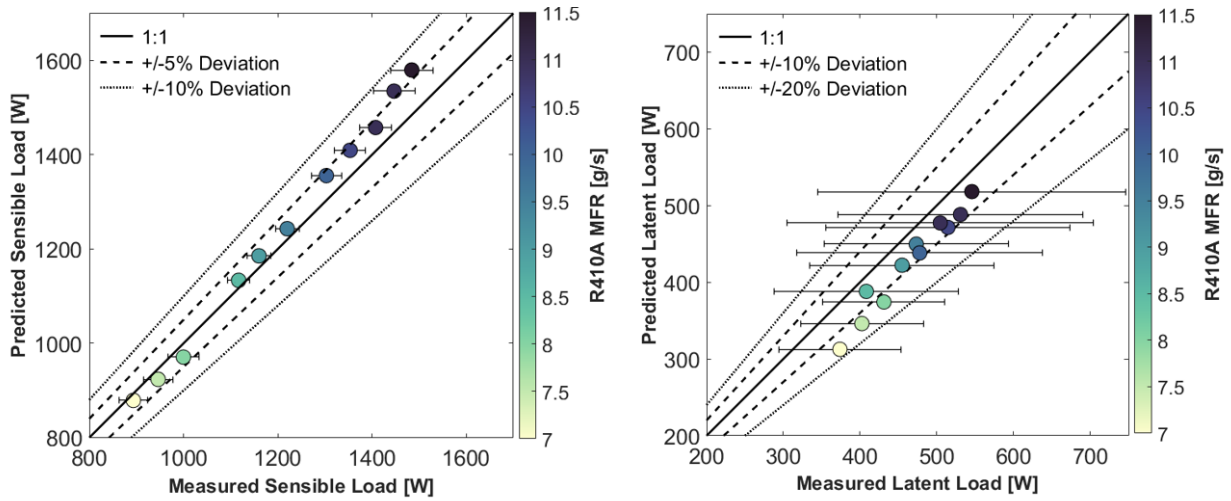 1:1
+/-5% Deviation
+/-10% Deviation
Predicted Sensible Load [W]
1600
1400
1200
1000
800
800 1000 1200 1400 1600
Measured Sensible Load [W]
11.5
11
10.5
10
9.5
9
8.5
8
7.5
7
R410A MFR [g/s]
1:1
+/-10% Deviation
+/-20% Deviation
Predicted Latent Load [W]
700
600
500
400
300
200
200 300 400 500 600 700
Measured Latent Load [W]
11.5
11
10.5
10
9.5
9
8.5
8
7.5
7
R410A MFR [g/s]